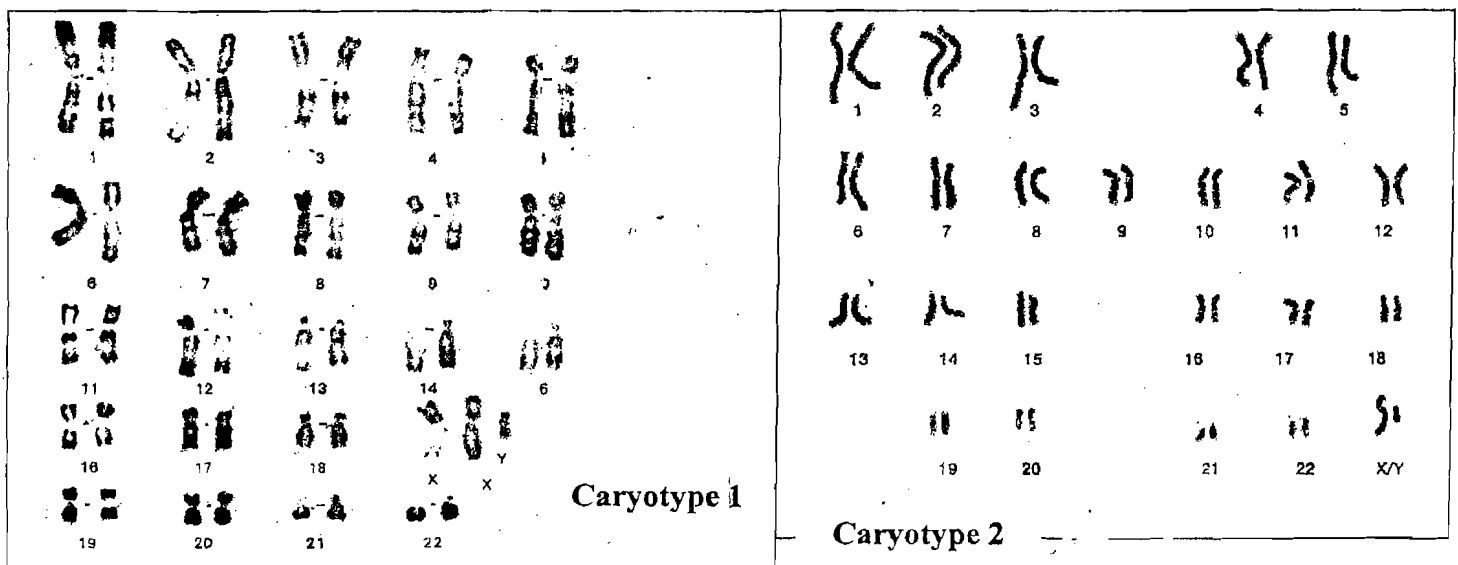 1 2 3 4
6 7 8 9
11 12 13 14
16 17 18 X X Y
Caryotype 1
19 20 21 22
1 2 3 4 5
6 7 8 9 10 11 12
13 14 15 16 17 18
19 20 21 22 X/Y
Caryotype 2